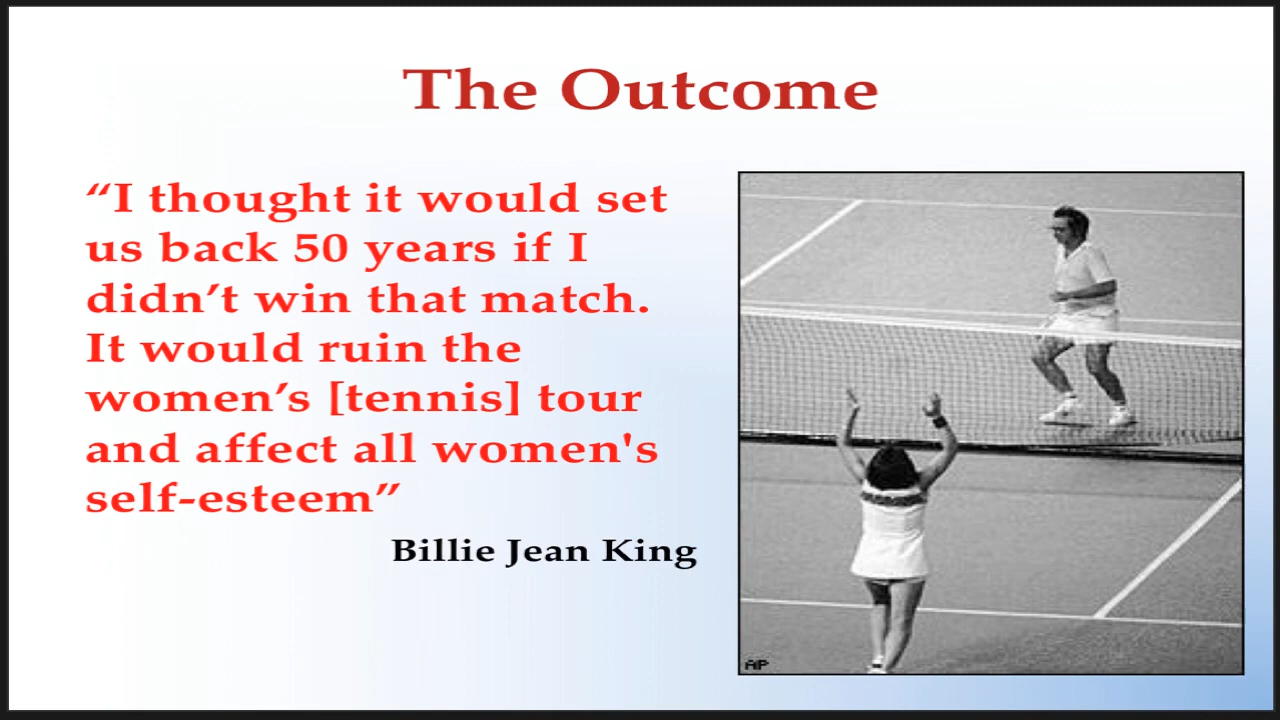 The Outcome
“I thought it would set
us back 50 years if I
didn’t win that match.
It would ruin the
women’s [tennis] tour
and affect all women's
self-esteem”
Billie Jean King
AP